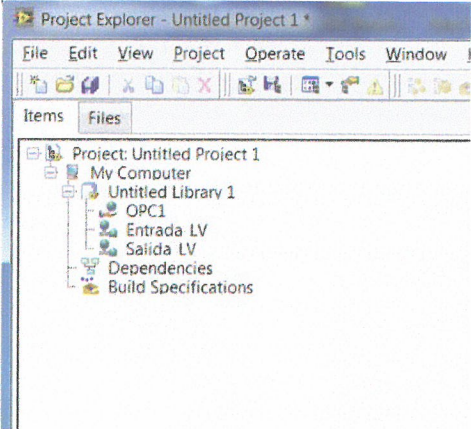 Project Explorer - Untitled Project 1 *
File Edit View Project Operate Tools Window
Items Files
Project: Untitled Project 1
My Computer
Untitled Library 1
OPC1
Entrada LV
Salida LV
Dependencies
Build Specifications